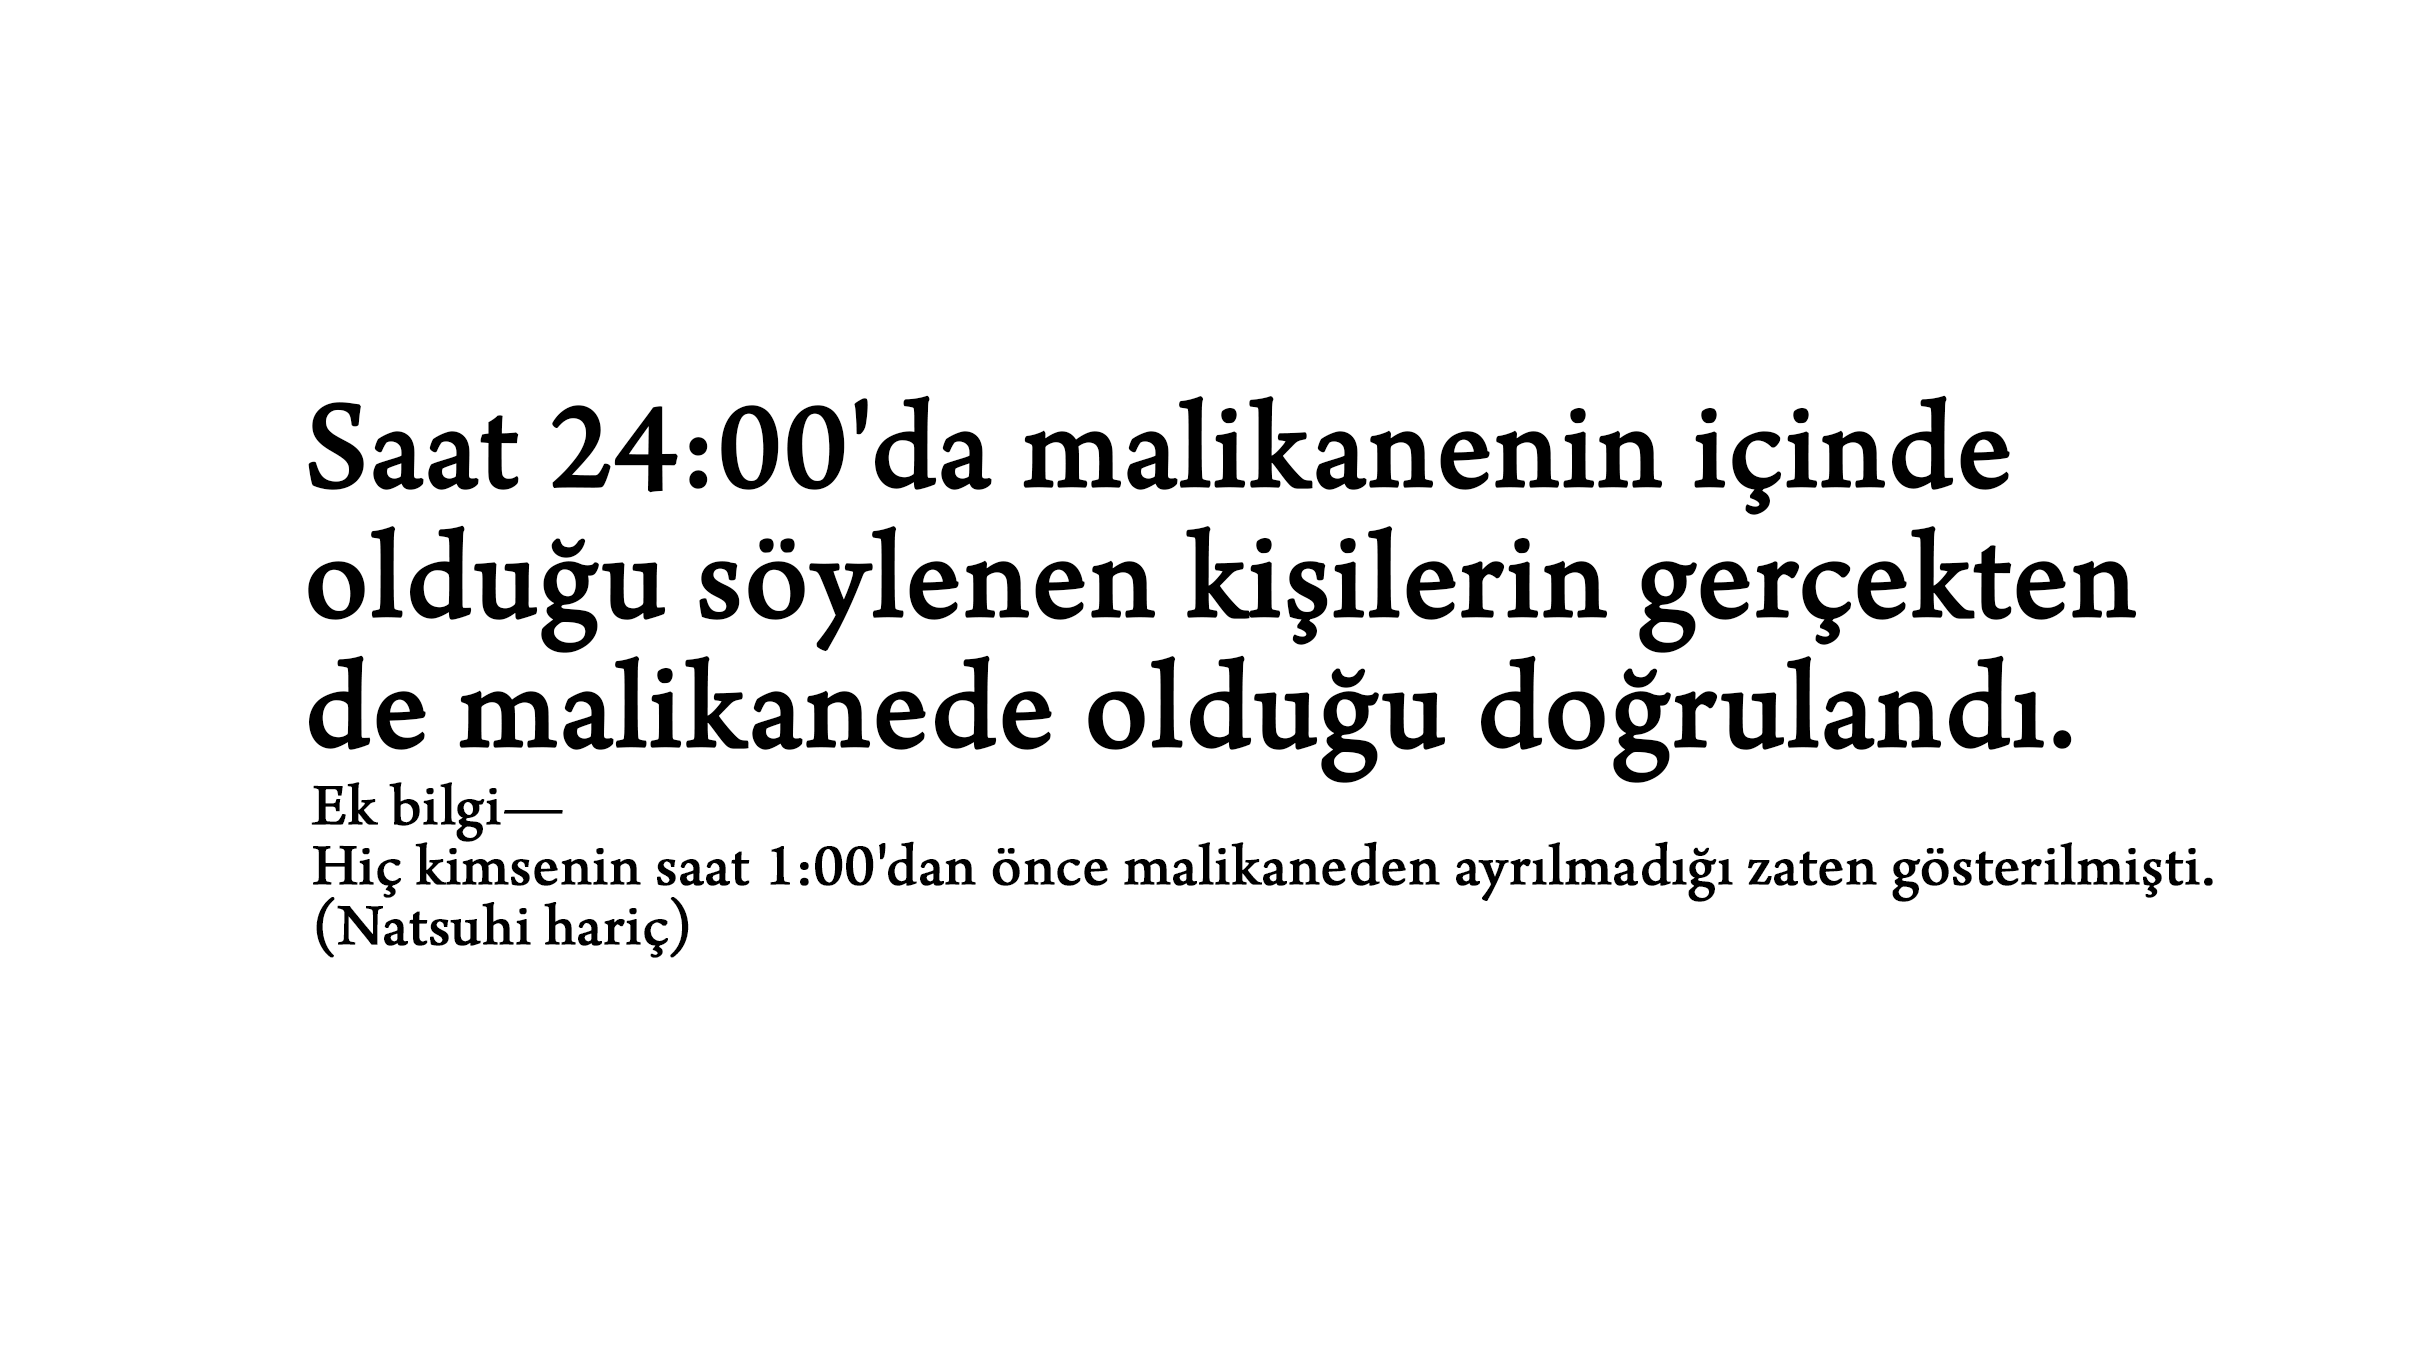 Saat 24:00'da malikanenin içinde
olduğu söylenen kişilerin gerçekten
de malikanede olduğu doğrulandı.
Ek bilgi—
Hiç kimsenin saat 1:00'dan önce malikaneden ayrılmadığı zaten gösterilmişti.
(Natsuhi hariç)